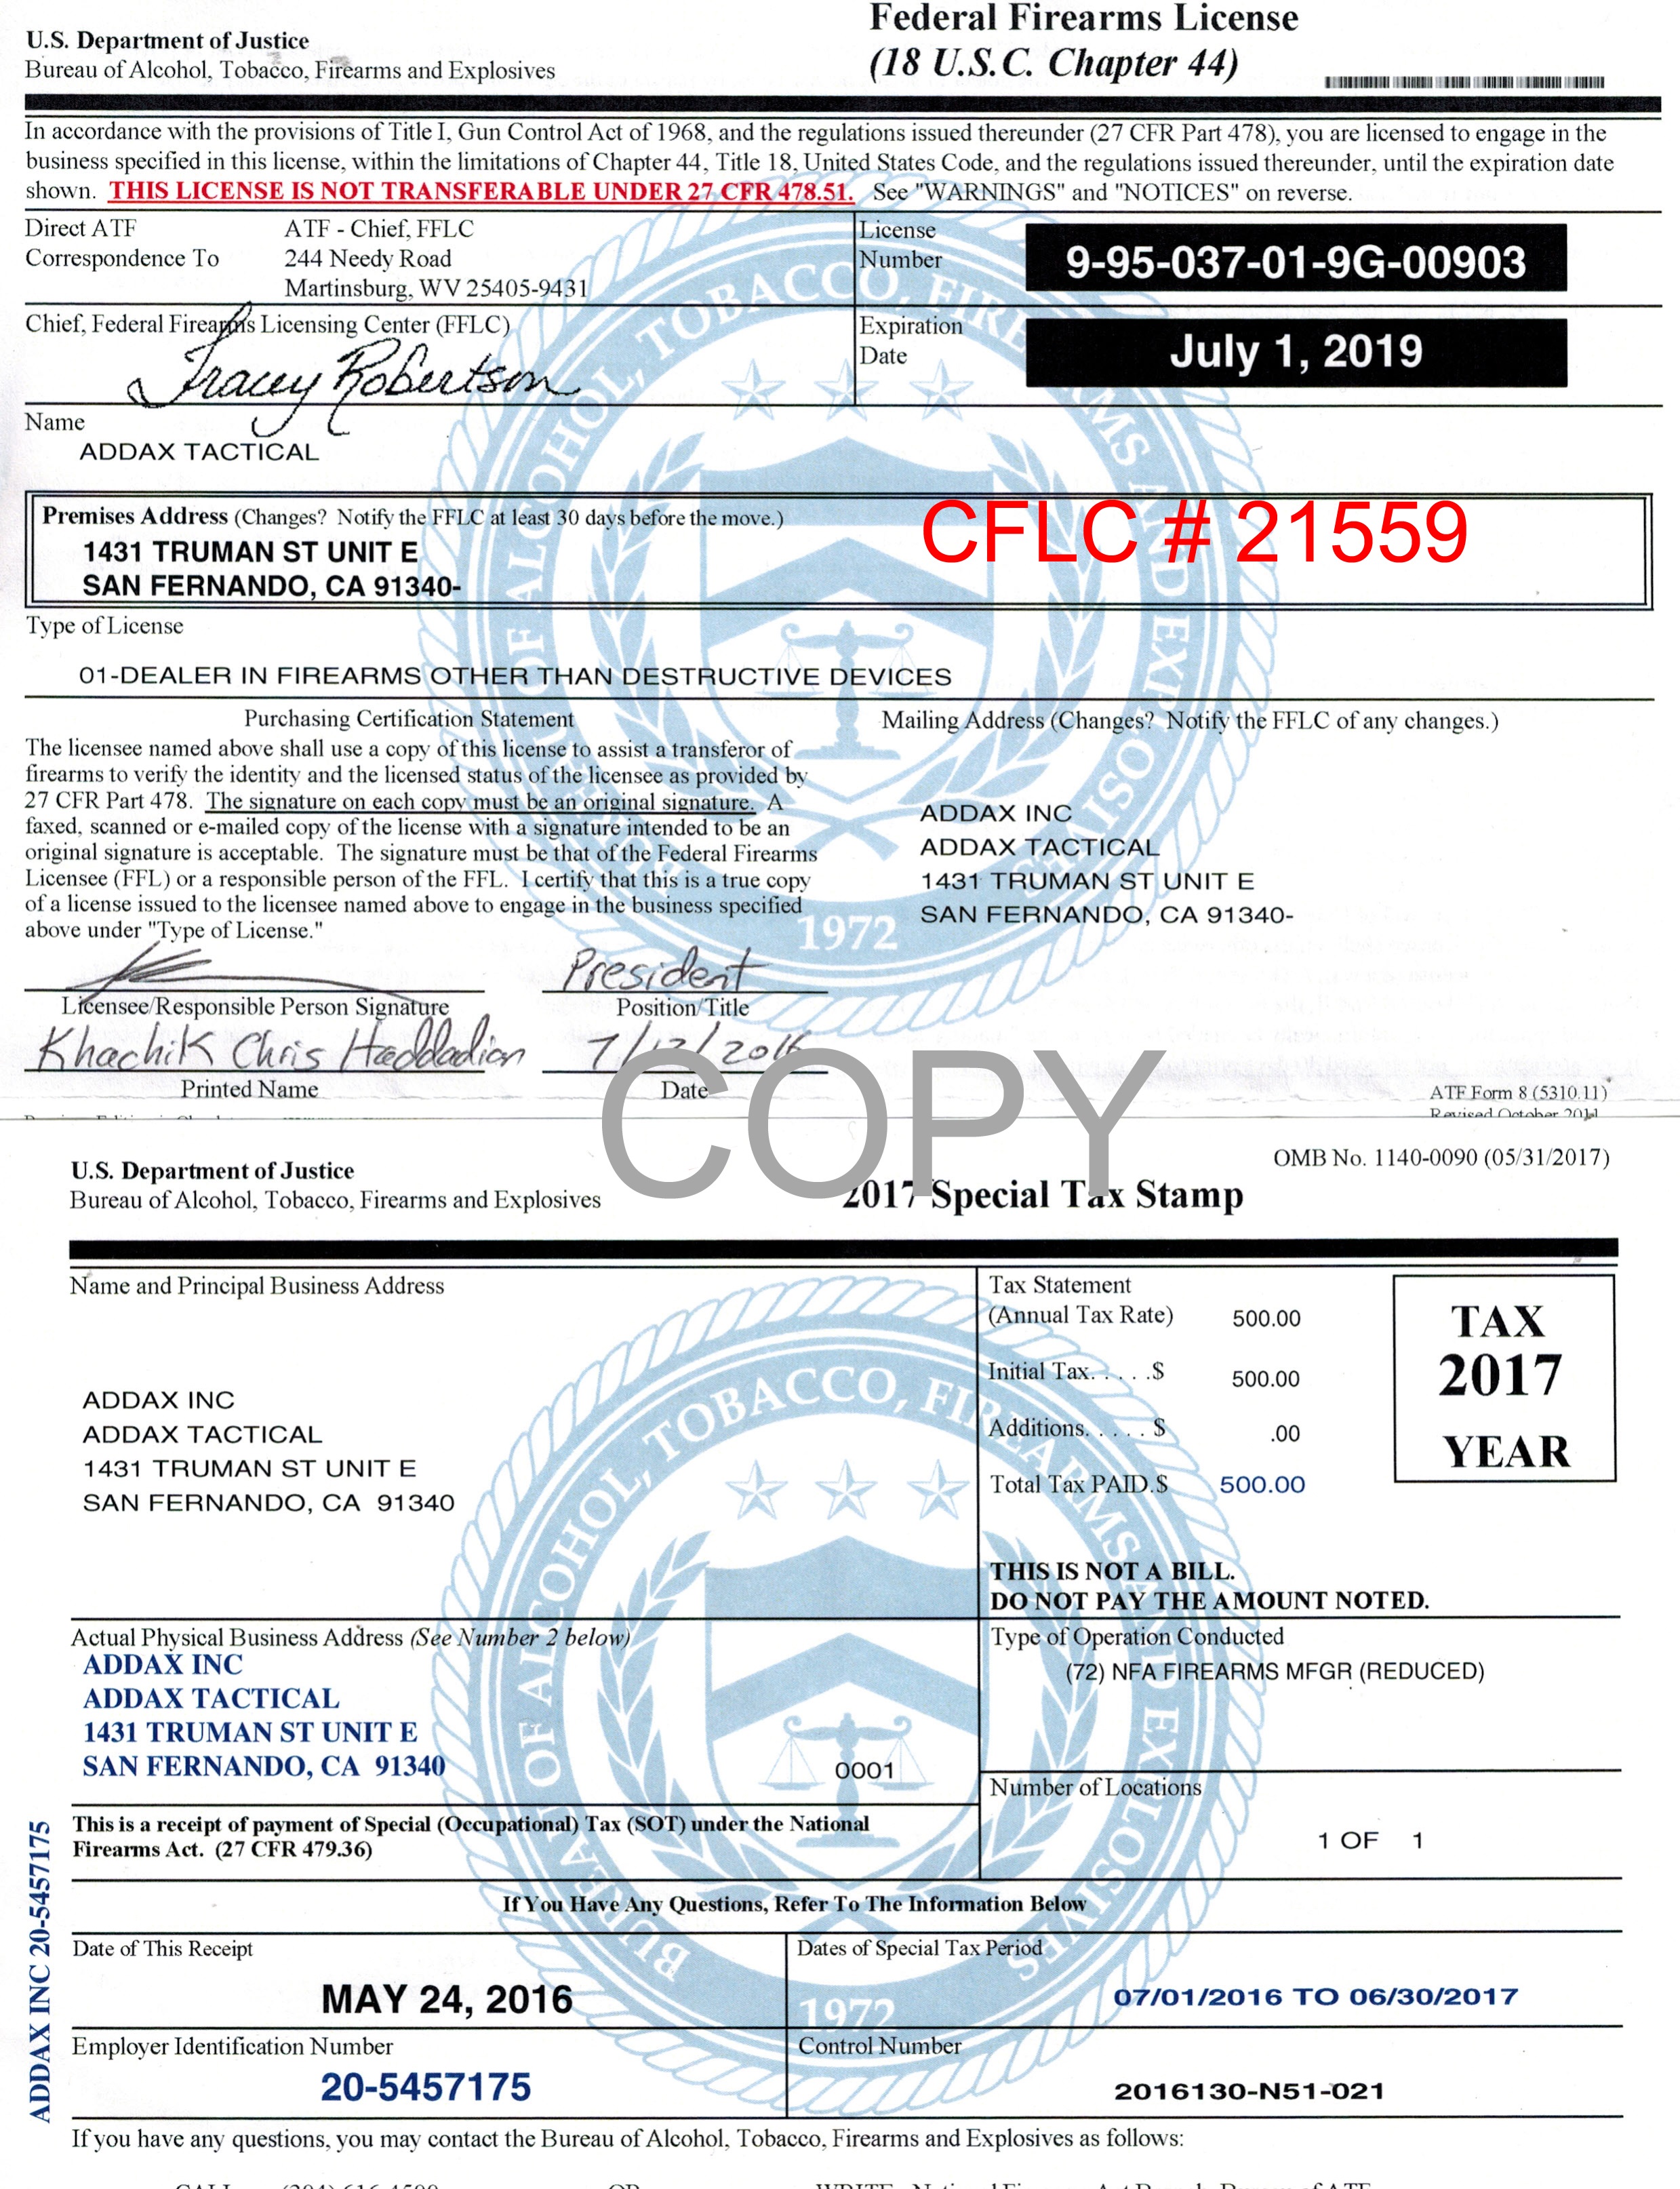 U.S. Department of Justice
Bureau of Alcohol, Tobacco, Firearms and Explosives
Federal Firearms License
(18 U.S.C. Chapter 44)
In accordance with the provisions of Title I, Gun Control Act of 1968, and the regulations issued thereunder (27 CFR Part 478), you are licensed to engage in the
business specified in this license, within the limitations of Chapter 44, Title 18, United States Code, and the regulations issued thereunder, until the expiration date
shown. THIS LICENSE IS NOT TRANSFERABLE UNDER 27 CFR 478.51. See "WARNINGS" and "NOTICES" on reverse.
Direct ATF
Correspondence To
ATF - Chief, FFLC
244 Needy Road
Martinsburg, WV 25405-9431
License
Number
9-95-037-01-9G-00903
Chief, Federal Firearms Licensing Center (FFLC)
Tracey Robertson
Expiration
Date
July 1, 2019
Name
ADDAX TACTICAL
Premises Address (Changes? Notify the FFLC at least 30 days before the move.)
1431 TRUMAN ST UNIT E
SAN FERNANDO, CA 91340-
CFLC # 21559
Type of License
01-DEALER IN FIREARMS OTHER THAN DESTRUCTIVE DEVICES
Purchasing Certification Statement
The licensee named above shall use a copy of this license to assist a transferor of
firearms to verify the identity and the licensed status of the licensee as provided by
27 CFR Part 478. The signature on each copy must be an original signature. A
faxed, scanned or e-mailed copy of the license with a signature intended to be an
original signature is acceptable. The signature must be that of the Federal Firearms
Licensee (FFL) or a responsible person of the FFL. I certify that this is a true copy
of a license issued to the licensee named above to engage in the business specified
above under "Type of License."
Mailing Address (Changes? Notify the FFLC of any changes.)
ADDAX INC
ADDAX TACTICAL
1431 TRUMAN ST UNIT E
SAN FERNANDO, CA 91340-
BUREAU OF ALCOHOL, TOBACCO, FIREARMS AND EXPLOSIVES
1972
President
Licensee/Responsible Person Signature
Position/Title
Khachik Chris Haddadian
7/12/2016
Printed Name
Date
COPY
ATF Form 8 (5310.11)
Revised October 2011
U.S. Department of Justice
Bureau of Alcohol, Tobacco, Firearms and Explosives
OMB No. 1140-0090 (05/31/2017)
2017 Special Tax Stamp
Name and Principal Business Address
ADDAX INC
ADDAX TACTICAL
1431 TRUMAN ST UNIT E
SAN FERNANDO, CA 91340
Tax Statement
(Annual Tax Rate) 500.00
Initial Tax. . . . .$ 500.00
Additions. . . . . $ .00
Total Tax PAID.$ 500.00
TAX
2017
YEAR
THIS IS NOT A BILL.
DO NOT PAY THE AMOUNT NOTED.
Actual Physical Business Address (See Number 2 below)
ADDAX INC
ADDAX TACTICAL
1431 TRUMAN ST UNIT E
SAN FERNANDO, CA 91340
0001
Type of Operation Conducted
(72) NFA FIREARMS MFGR (REDUCED)
Number of Locations
1 OF 1
This is a receipt of payment of Special (Occupational) Tax (SOT) under the National
Firearms Act. (27 CFR 479.36)
BUREAU OF ALCOHOL, TOBACCO, FIREARMS AND EXPLOSIVES
1972
If You Have Any Questions, Refer To The Information Below
Date of This Receipt
MAY 24, 2016
Dates of Special Tax Period
07/01/2016 TO 06/30/2017
Employer Identification Number
20-5457175
Control Number
2016130-N51-021
ADDAX INC 20-5457175
If you have any questions, you may contact the Bureau of Alcohol, Tobacco, Firearms and Explosives as follows: